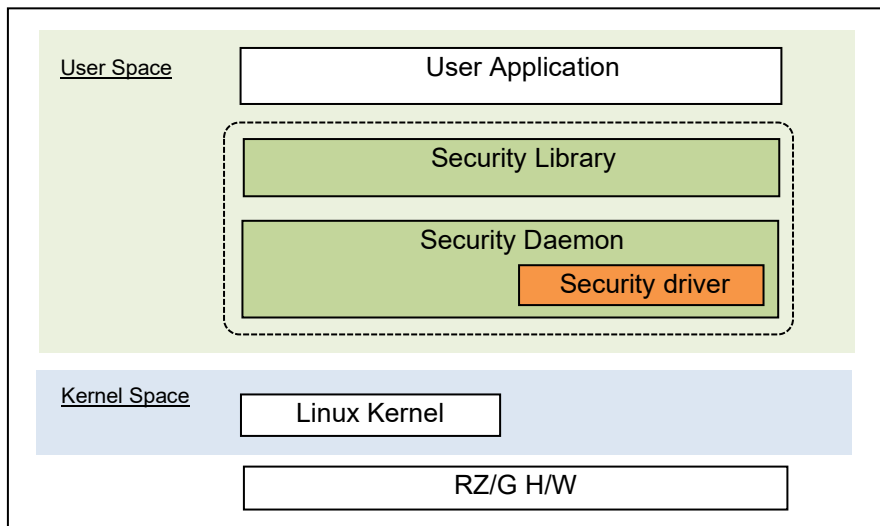 User Space
User Application
Security Library
Security Daemon
Security driver
Kernel Space
Linux Kernel
RZ/G H/W